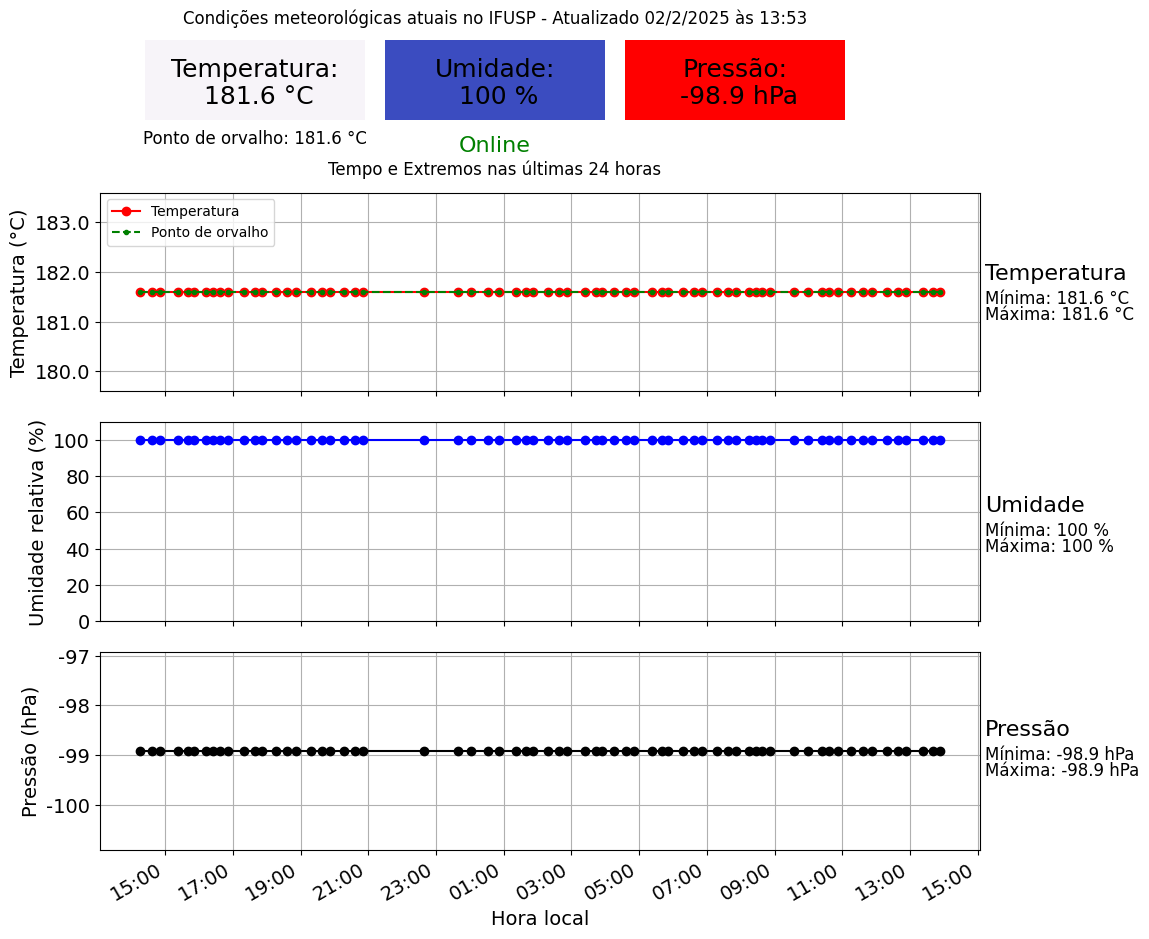 Condições meteorológicas atuais no IFUSP - Atualizado 02/2/2025 às 13:53
Temperatura:
181.6 °C
Umidade:
100 %
Pressão:
-98.9 hPa
Ponto de orvalho: 181.6 °C
Online
Tempo e Extremos nas últimas 24 horas
Temperatura (°C)
183.0
182.0
181.0
180.0
Temperatura
Ponto de orvalho
Temperatura
Mínima: 181.6 °C
Máxima: 181.6 °C
Umidade relativa (%)
100
80
60
40
20
0
Umidade
Mínima: 100 %
Máxima: 100 %
Pressão (hPa)
-97
-98
-99
-100
Pressão
Mínima: -98.9 hPa
Máxima: -98.9 hPa
15:00 17:00 19:00 21:00 23:00 01:00 03:00 05:00 07:00 09:00 11:00 13:00 15:00
Hora local